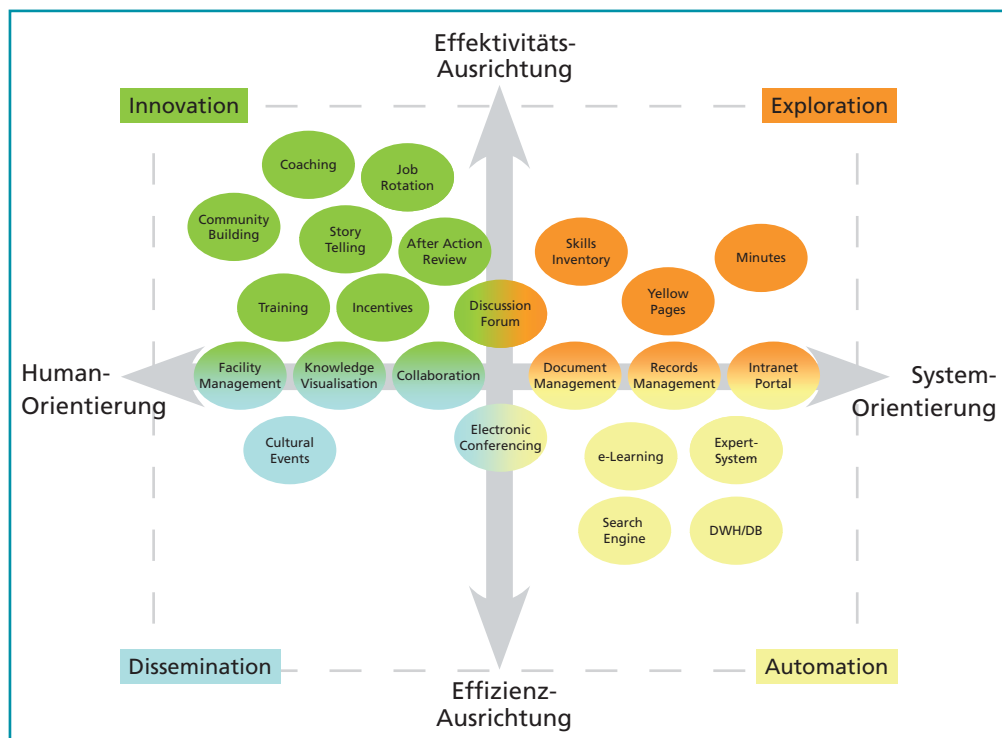 Effektivitäts-
Ausrichtung
Innovation
Exploration
Coaching
Job
Rotation
Community
Building
Story
Telling
After Action
Review
Skills
Inventory
Minutes
Training
Incentives
Discussion
Forum
Yellow
Pages
Human-
Orientierung
Facility
Management
Knowledge
Visualisation
Collaboration
Document
Management
Records
Management
Intranet
Portal
System-
Orientierung
Cultural
Events
Electronic
Conferencing
e-Learning
Expert-
System
Search
Engine
DWH/DB
Dissemination
Automation
Effizienz-
Ausrichtung